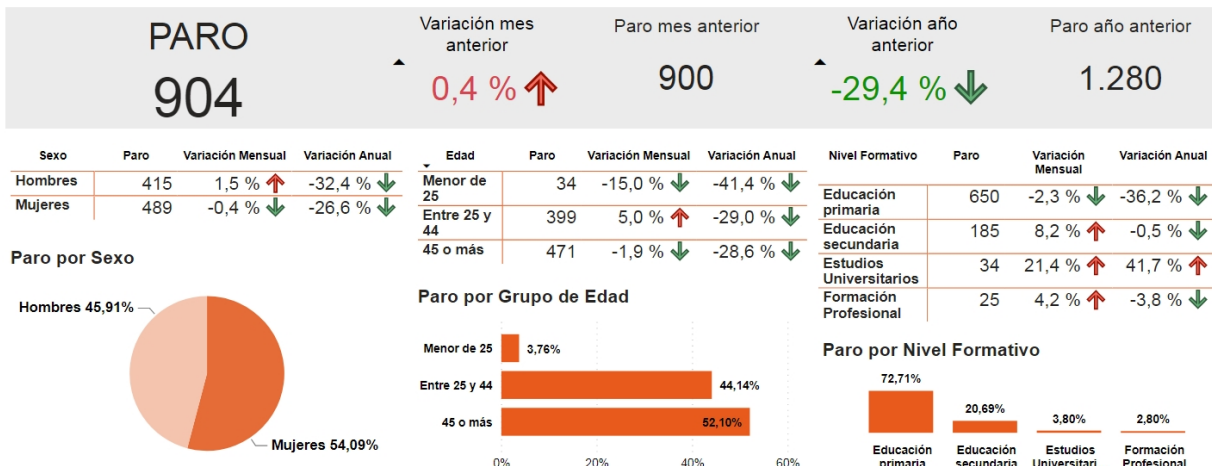 PARO
904
Variación mes
anterior
0,4 %
Paro mes anterior
900
Variación año
anterior
-29,4 %
Paro año anterior
1.280
Sexo Paro Variación Mensual Variación Anual
Hombres 415 1,5 % -32,4 %
Mujeres 489 -0,4 % -26,6 %
Paro por Sexo
Hombres 45,91%
Mujeres 54,09%
Edad Paro Variación Mensual Variación Anual
Menor de
25 34 -15,0 % -41,4 %
Entre 25 y
44 399 5,0 % -29,0 %
45 o más 471 -1,9 % -28,6 %
Paro por Grupo de Edad
Menor de 25 3,76%
Entre 25 y 44 44,14%
45 o más 52,10%
0% 20% 40% 60%
Nivel Formativo Paro Variación
Mensual Variación Anual
Educación
primaria 650 -2,3 % -36,2 %
Educación
secundaria 185 8,2 % -0,5 %
Estudios
Universitarios 34 21,4 % 41,7 %
Formación
Profesional 25 4,2 % -3,8 %
Paro por Nivel Formativo
72,71%
20,69%
3,80%
2,80%
Educación Educación Estudios Formación
primaria secundaria Universitari... Profesional